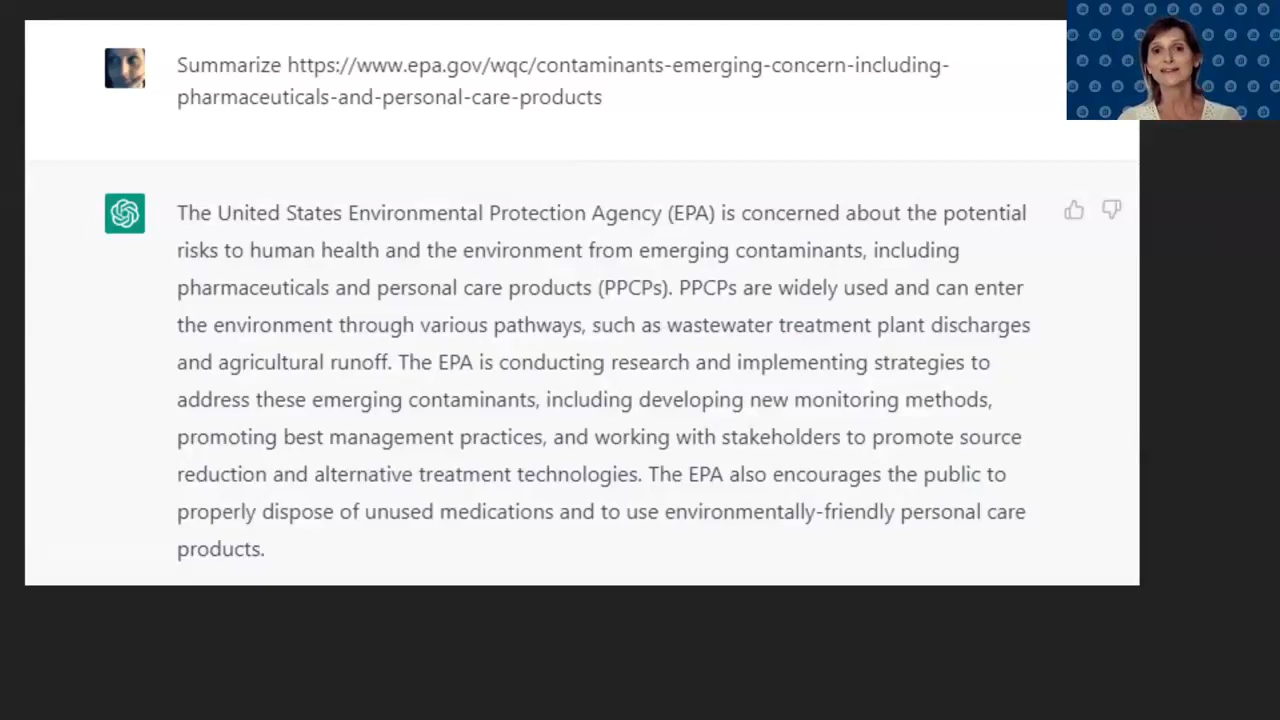 Summarize https://www.epa.gov/wqc/contaminants-emerging-concern-including-
pharmaceuticals-and-personal-care-products
The United States Environmental Protection Agency (EPA) is concerned about the potential
risks to human health and the environment from emerging contaminants, including
pharmaceuticals and personal care products (PPCPs). PPCPs are widely used and can enter
the environment through various pathways, such as wastewater treatment plant discharges
and agricultural runoff. The EPA is conducting research and implementing strategies to
address these emerging contaminants, including developing new monitoring methods,
promoting best management practices, and working with stakeholders to promote source
reduction and alternative treatment technologies. The EPA also encourages the public to
properly dispose of unused medications and to use environmentally-friendly personal care
products.